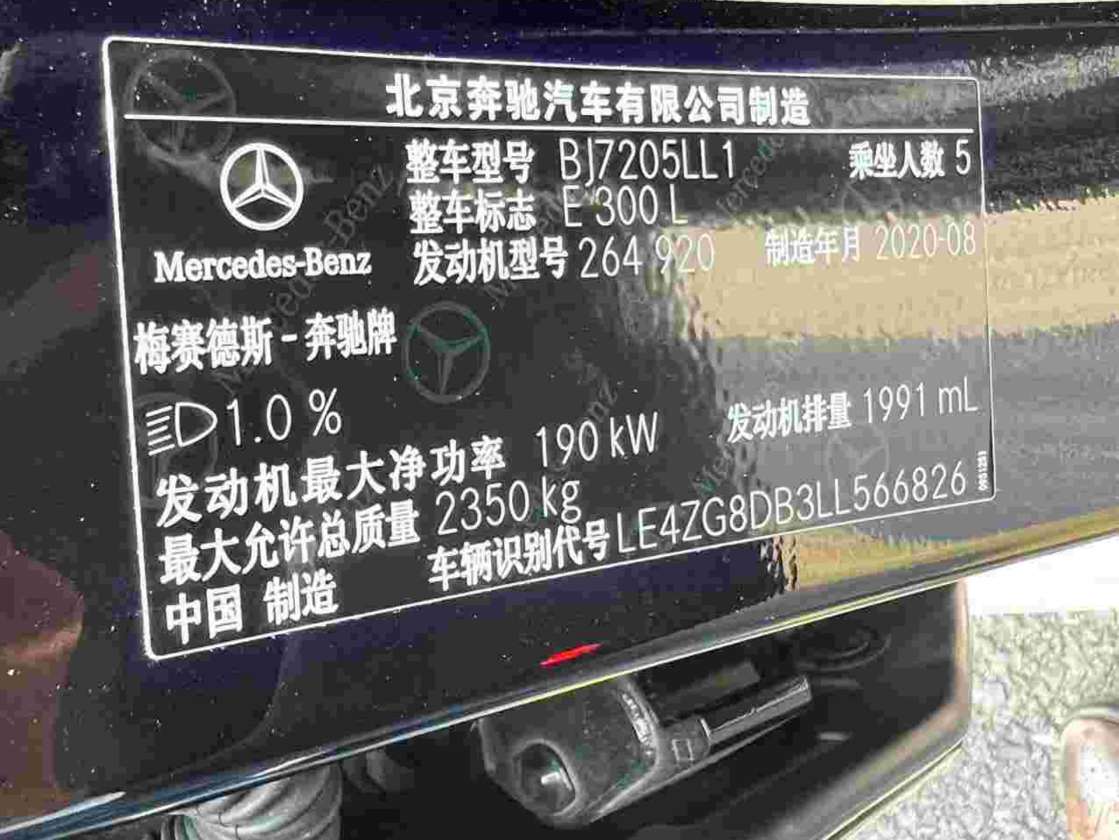 北京奔驰汽车有限公司制造
整车型号 BJ7205LL1 乘坐人数 5
整车标志 E 300 L
Mercedes-Benz 发动机型号 264 920 制造年月 2020-08
梅赛德斯-奔驰牌
1.0 %
发动机最大净功率 190 kW 发动机排量 1991 mL
最大允许总质量 2350 kg
中国 制造 车辆识别代号 LE4ZG8DB3LL566826